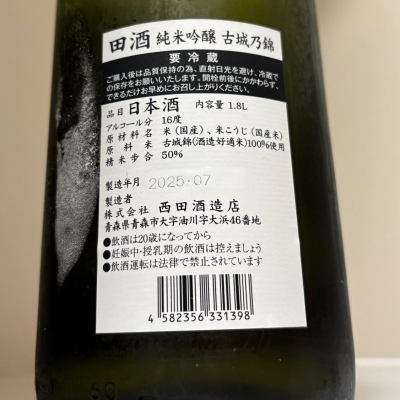 田酒 純米吟醸 古城乃錦
要冷蔵
ご購入後は品質保持の為、直射日光を避け、冷蔵で
の保存をお願いいたします。開栓前後にかかわらず、
できるだけお早めにお召し上がりください。
品目 日本酒 内容量 1.8L
アルコール分 16度
原材料名 米(国産)、米こうじ(国産米)
原料米 古城錦(酒造好適米)100%使用
精米歩合 50%
製造年月 2025.07
製造者
株式会社 西田酒造店
青森県青森市大字油川字大浜46番地
●飲酒は20歳になってから
●妊娠中・授乳期の飲酒は控えましょう
●飲酒運転は法律で禁止されています
4 582356 331398